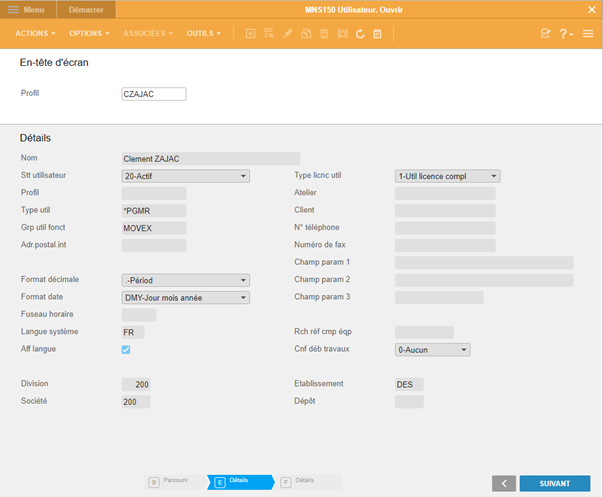 Menu Démarrer MNS150 Utilisateur. Ouvrir
ACTIONS OPTIONS ASSOCIÉES OUTILS ?
En-tête d'écran
Profil CZAJAC
Détails
Nom Clement ZAJAC
Stt utilisateur 20-Actif Type licnc util 1-Util licence compl
Profil Atelier
Type util *PGMR Client
Grp util fonct MOVEX N° téléphone
Adr.postal.int Numéro de fax
Champ param 1
Format décimale .-Périod Champ param 2
Format date DMY-Jour mois année Champ param 3
Fuseau horaire
Langue système FR Rch réf cmp éqp
Aff langue Cnf déb travaux 0-Aucun
Division 200 Etablissement DES
Société 200 Dépôt
B Parcourir E Détails F Détails SUIVANT